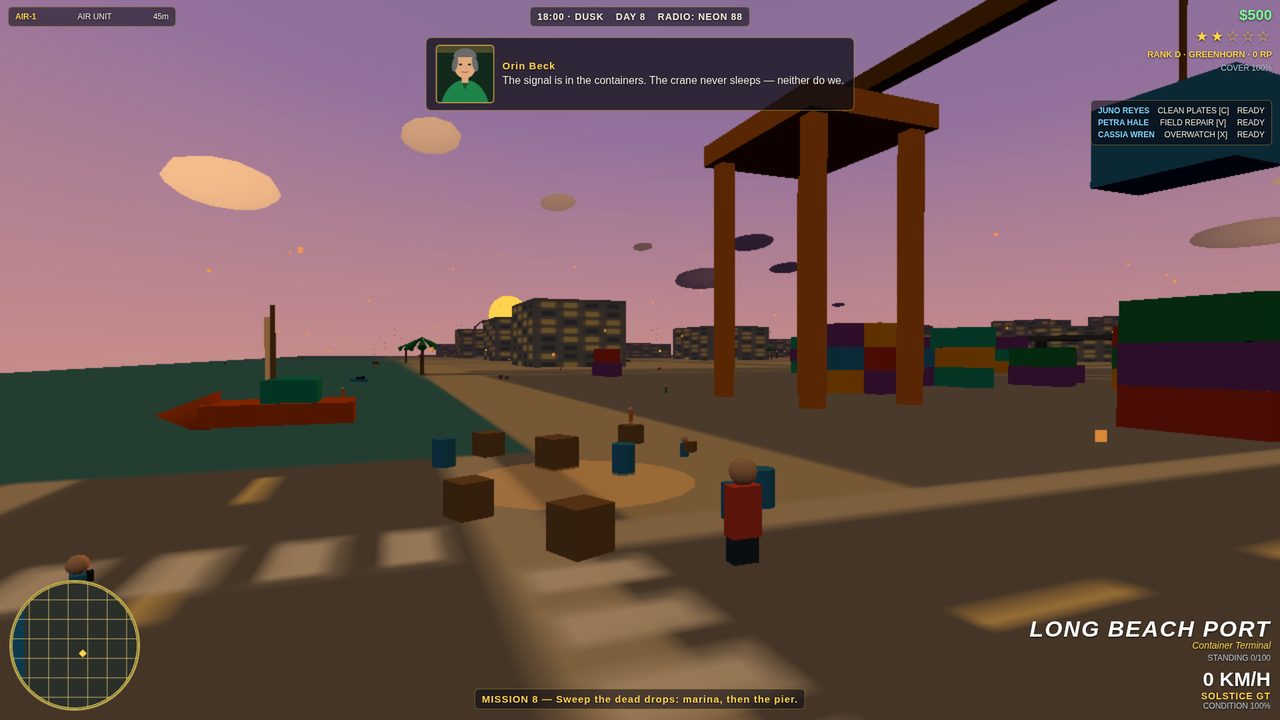 AIR-1 AIR UNIT 45m
18:00 · DUSK DAY 8 RADIO: NEON 88
$500
★★☆☆☆
RANK D · GREENHORN · 0 RP
COVER 100%
Orin Beck
The signal is in the containers. The crane never sleeps — neither do we.
JUNO REYES CLEAN PLATES [C] READY
PETRA HALE FIELD REPAIR [V] READY
CASSIA WREN OVERWATCH [X] READY
LONG BEACH PORT
Container Terminal
STANDING 0/100
0 KM/H
SOLSTICE GT
CONDITION 100%
MISSION 8 — Sweep the dead drops: marina, then the pier.